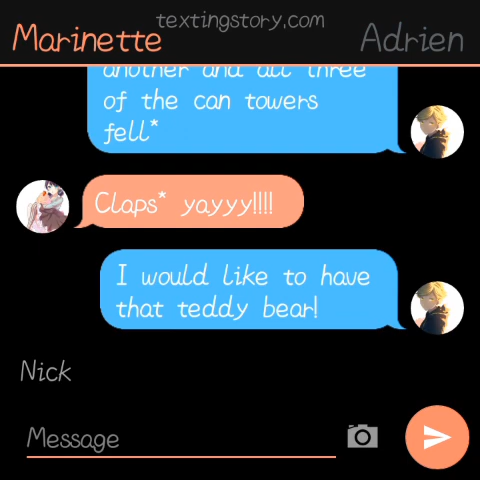 textingstory.com
Marinette
Adrien
another and all three
of the can towers
fell*
Claps* yayyy!!!!
I would like to have
that teddy bear!
Nick
Message